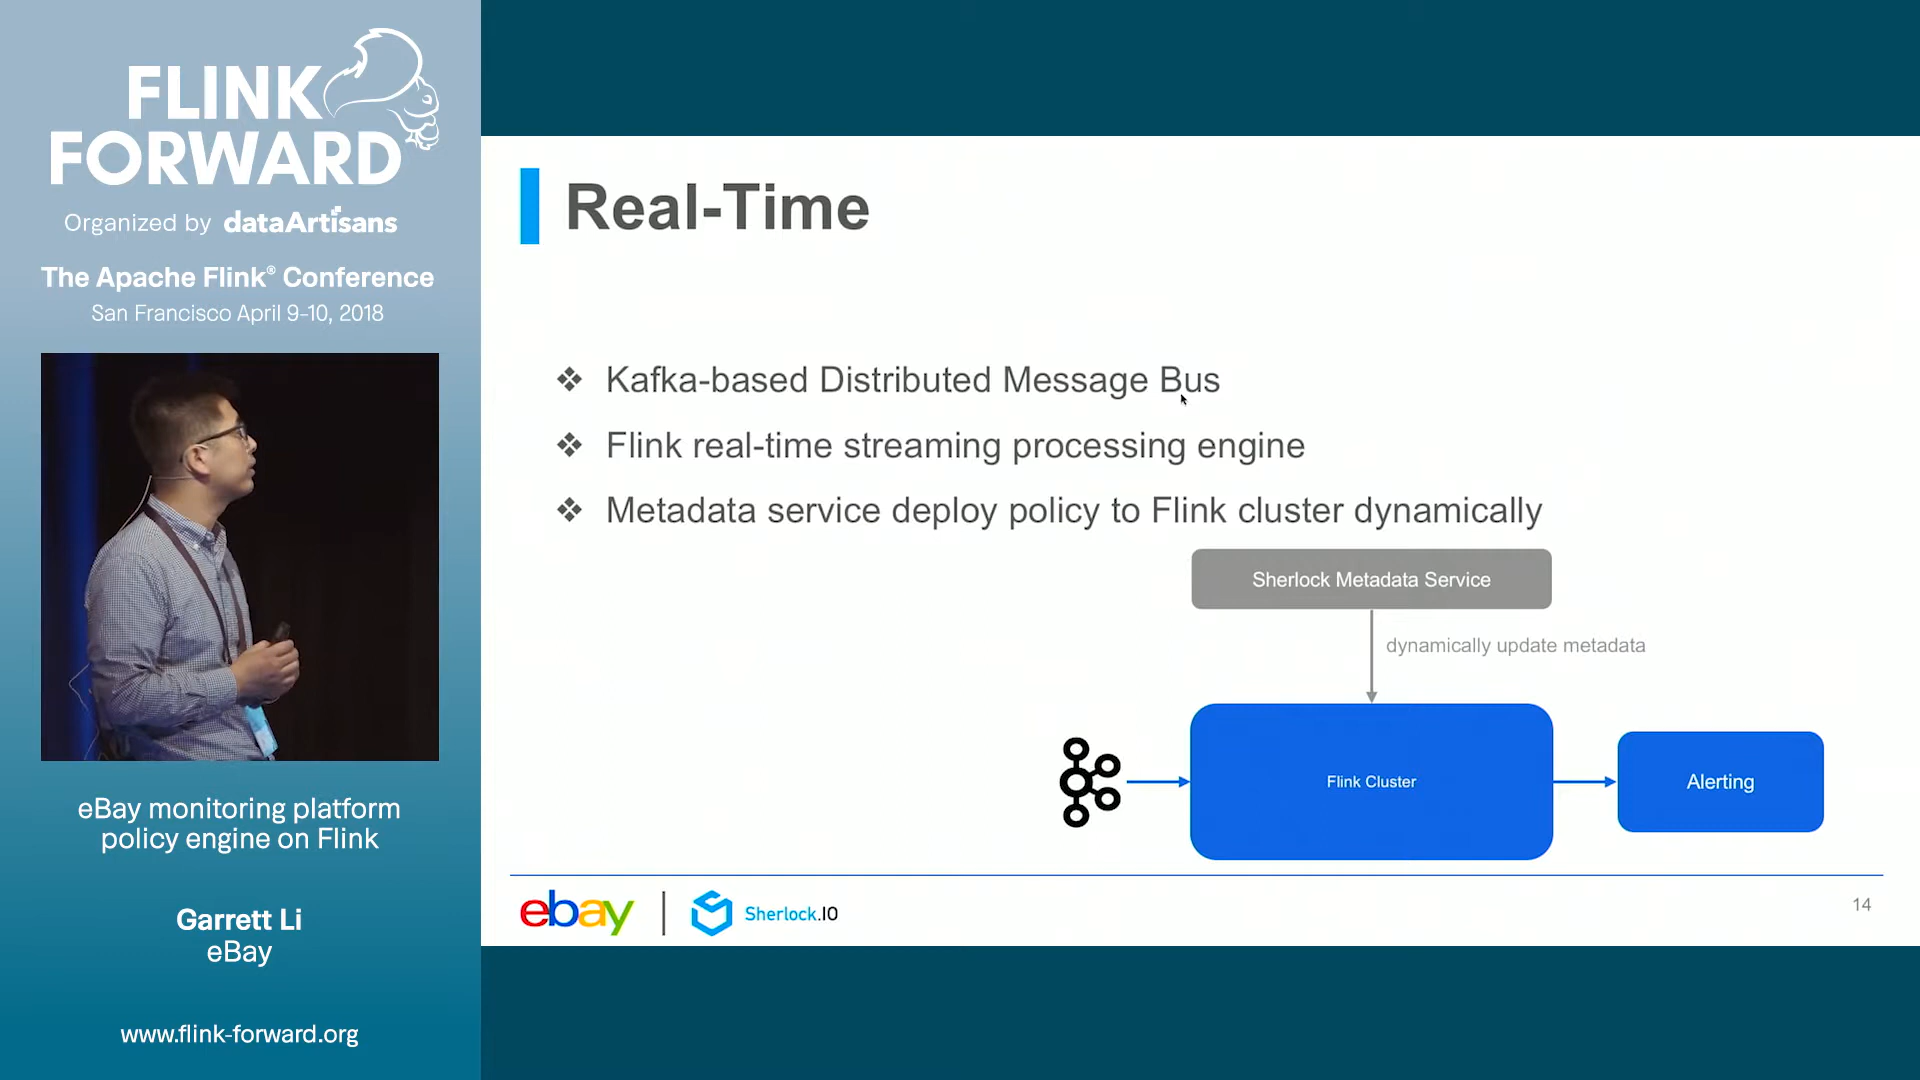 FLINK
FORWARD
Organized by dataArtisans
The Apache Flink® Conference
San Francisco April 9-10, 2018
eBay monitoring platform
policy engine on Flink
Garrett Li
eBay
www.flink-forward.org
Real-Time
❖ Kafka-based Distributed Message Bus
❖ Flink real-time streaming processing engine
❖ Metadata service deploy policy to Flink cluster dynamically
Sherlock Metadata Service
dynamically update metadata
Flink Cluster
Alerting
ebay
Sherlock.IO
14